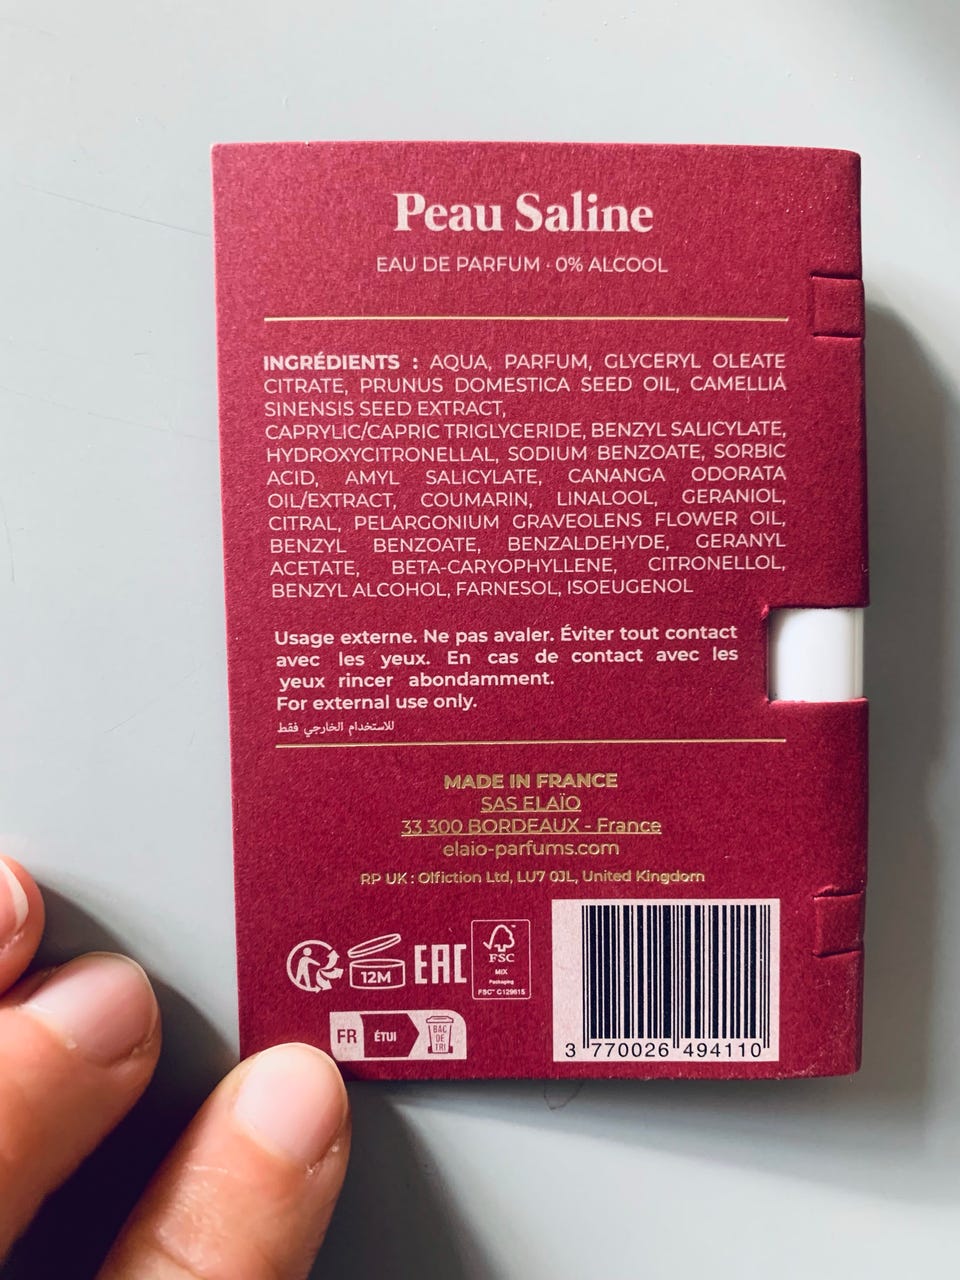 Peau Saline
EAU DE PARFUM · 0% ALCOOL
INGRÉDIENTS : AQUA, PARFUM, GLYCERYL OLEATE
CITRATE, PRUNUS DOMESTICA SEED OIL, CAMELLIA
SINENSIS SEED EXTRACT,
CAPRYLIC/CAPRIC TRIGLYCERIDE, BENZYL SALICYLATE,
HYDROXYCITRONELLAL, SODIUM BENZOATE, SORBIC
ACID, AMYL SALICYLATE, CANANGA ODORATA
OIL/EXTRACT, COUMARIN, LINALOOL, GERANIOL,
CITRAL, PELARGONIUM GRAVEOLENS FLOWER OIL,
BENZYL BENZOATE, BENZALDEHYDE, GERANYL
ACETATE, BETA-CARYOPHYLLENE, CITRONELLOL,
BENZYL ALCOHOL, FARNESOL, ISOEUGENOL
Usage externe. Ne pas avaler. Éviter tout contact
avec les yeux. En cas de contact avec les
yeux rincer abondamment.
For external use only.
للاستخدام الخارجي فقط
MADE IN FRANCE
SAS ELAÏO
33 300 BORDEAUX - France
elaio-parfums.com
RP UK : Olfiction Ltd, LU7 0JL, United Kingdom
12M
EAC
FSC
MIX
Packaging
FSC™ C129615
FR
ÉTUI
BAC
DE
TRI
3 770026 494110